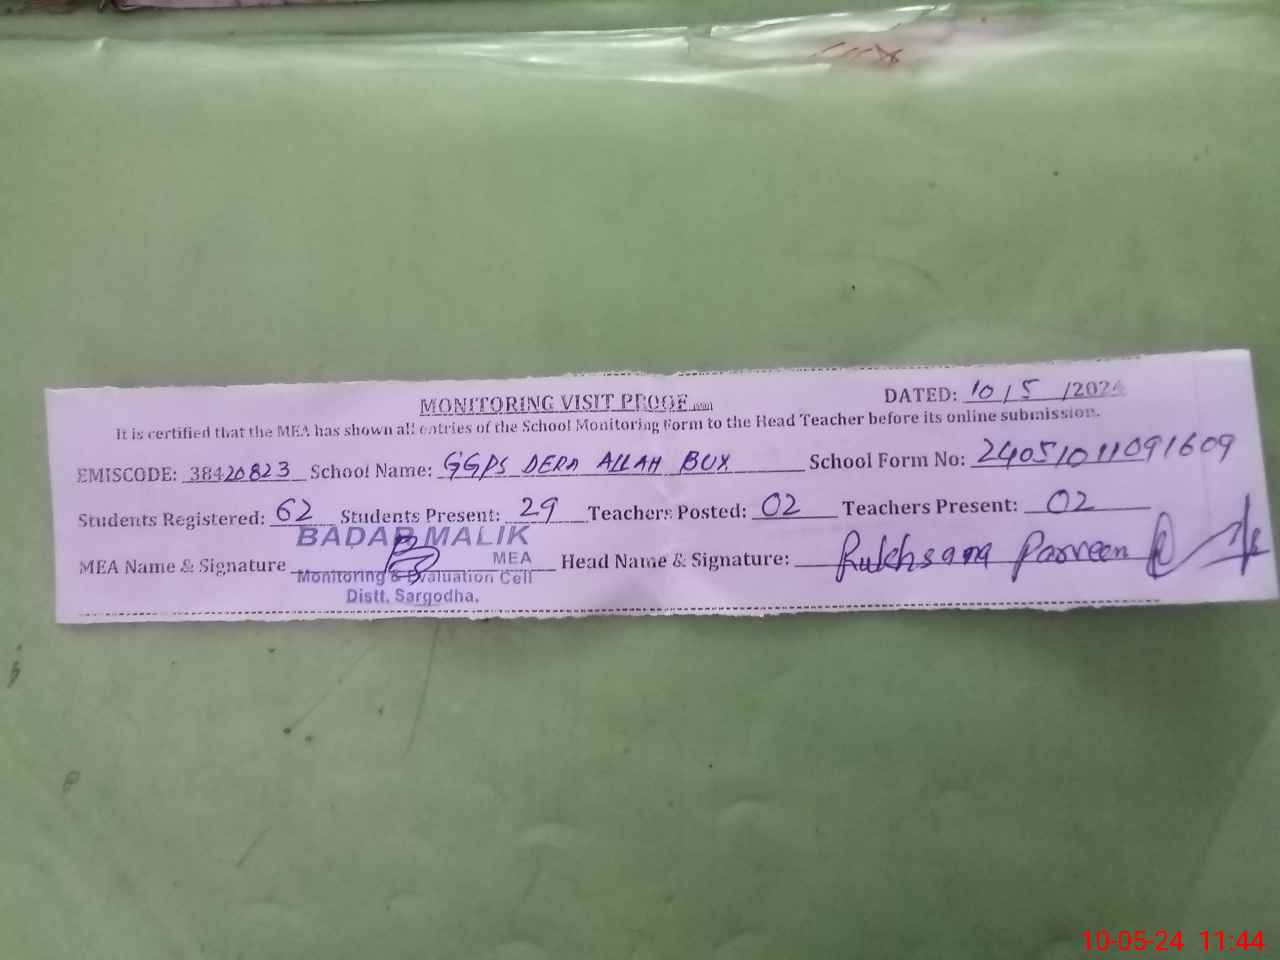 MONITORING VISIT PROOF
DATED: 10/5/2024
It is certified that the MEA has shown all entries of the School Monitoring Form to the Head Teacher before its online submission.
EMISCODE: 38420823 School Name: GGPS DERA ALLAH BUX School Form No: 24051011091609
Students Registered: 62 Students Present: 29 Teachers Posted: 02 Teachers Present: 02
BADAR MALIK
MEA
MEA Name & Signature Head Name & Signature: Rukhsana Parveen
Monitoring & Evaluation Cell
Distt. Sargodha.
10-05-24 11:44